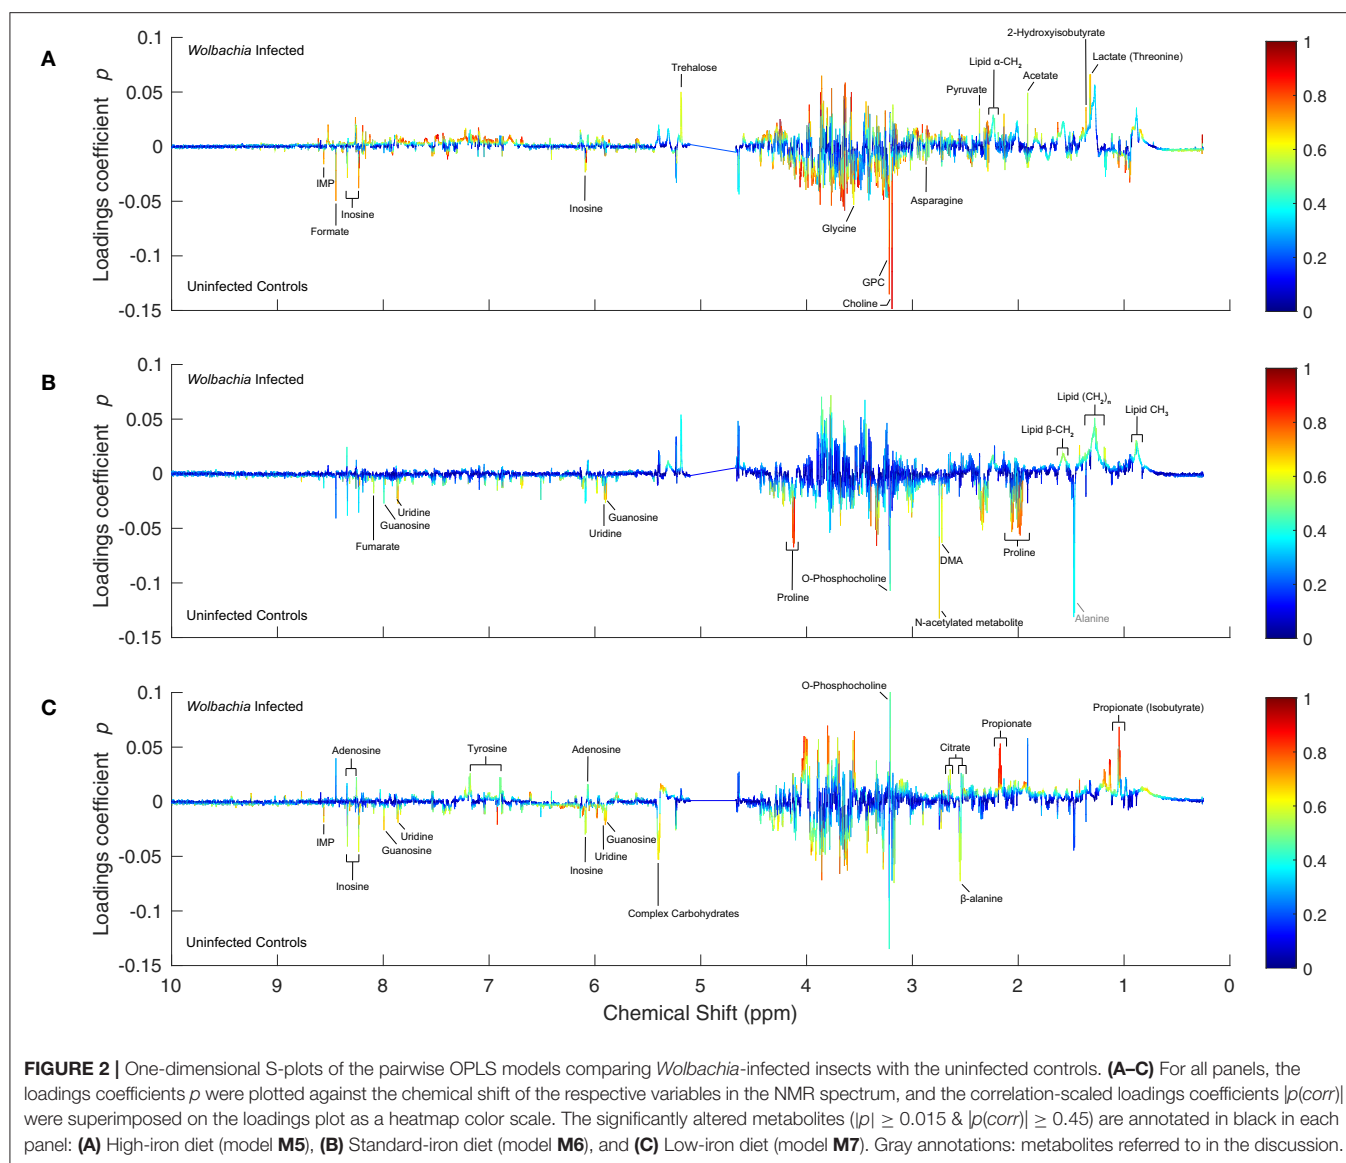 A
0.1
0.05
0
-0.05
-0.1
-0.15
Loadings coefficient p
Wolbachia Infected
Uninfected Controls
IMP
Formate
Inosine
Inosine
Trehalose
Glycine
GPC
Choline
Asparagine
Pyruvate
Lipid α-CH2
Acetate
2-Hydroxyisobutyrate
Lactate (Threonine)
1
0.8
0.6
0.4
0.2
0
B
0.1
0.05
0
-0.05
-0.1
-0.15
Loadings coefficient p
Wolbachia Infected
Uninfected Controls
Fumarate
Guanosine
Uridine
Uridine
Guanosine
Proline
O-Phosphocholine
N-acetylated metabolite
DMA
Proline
Alanine
Lipid β-CH2
Lipid (CH2)n
Lipid CH3
1
0.8
0.6
0.4
0.2
0
C
0.1
0.05
0
-0.05
-0.1
-0.15
Loadings coefficient p
Wolbachia Infected
Uninfected Controls
IMP
Adenosine
Inosine
Guanosine
Uridine
Tyrosine
Adenosine
Inosine
Uridine
Guanosine
Complex Carbohydrates
O-Phosphocholine
Citrate
β-alanine
Propionate
Propionate (Isobutyrate)
1
0.8
0.6
0.4
0.2
0
10 9 8 7 6 5 4 3 2 1 0
Chemical Shift (ppm)
FIGURE 2 | One-dimensional S-plots of the pairwise OPLS models comparing Wolbachia-infected insects with the uninfected controls. (A–C) For all panels, the
loadings coefficients p were plotted against the chemical shift of the respective variables in the NMR spectrum, and the correlation-scaled loadings coefficients |p(corr)|
were superimposed on the loadings plot as a heatmap color scale. The significantly altered metabolites (|p| ≥ 0.015 & |p(corr)| ≥ 0.45) are annotated in black in each
panel: (A) High-iron diet (model M5), (B) Standard-iron diet (model M6), and (C) Low-iron diet (model M7). Gray annotations: metabolites referred to in the discussion.